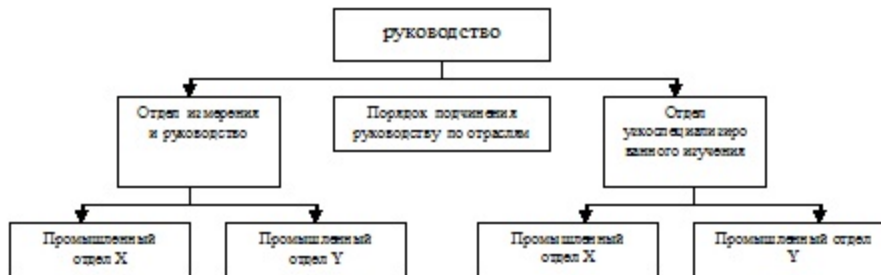 руководство
Отдел измерения
и руководство
Порядок подчинения
руководству по отраслям
Отдел
узкоспециализиро
ванного изучения
Промышленный
отдел X
Промышленный
отдел Y
Промышленный
отдел X
Промышленный отдел
Y